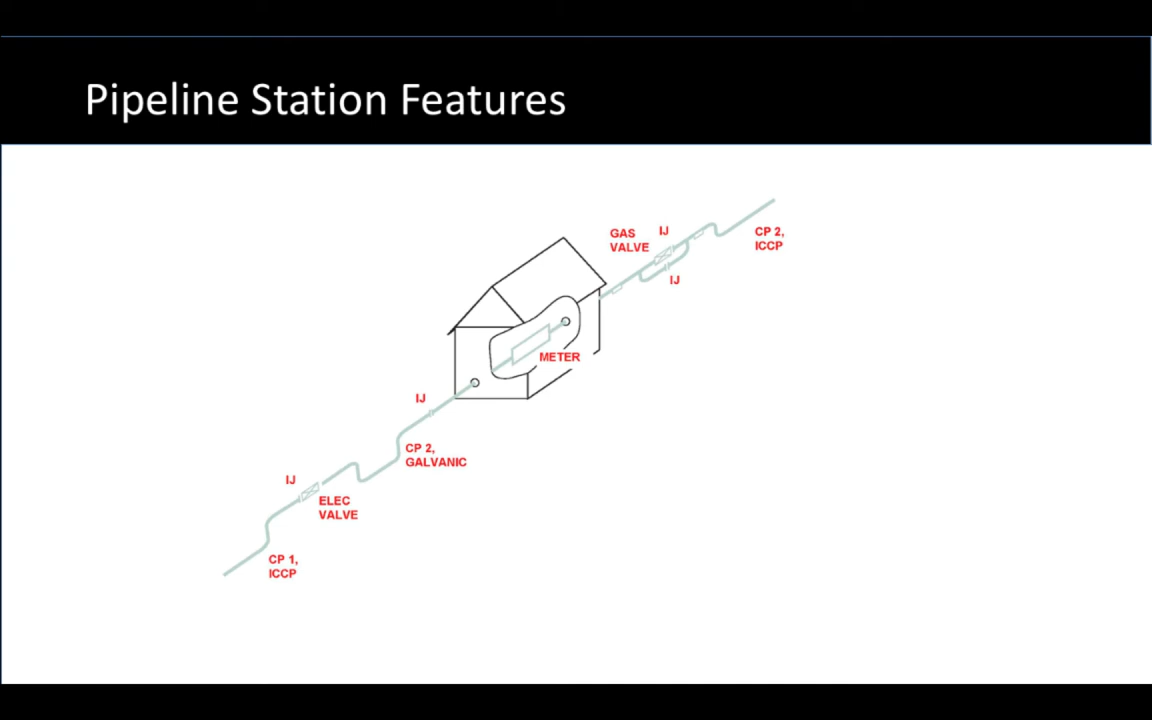 Pipeline Station Features
GAS
VALVE
IJ
CP 2,
ICCP
IJ
METER
IJ
CP 2,
GALVANIC
IJ
ELEC
VALVE
CP 1,
ICCP